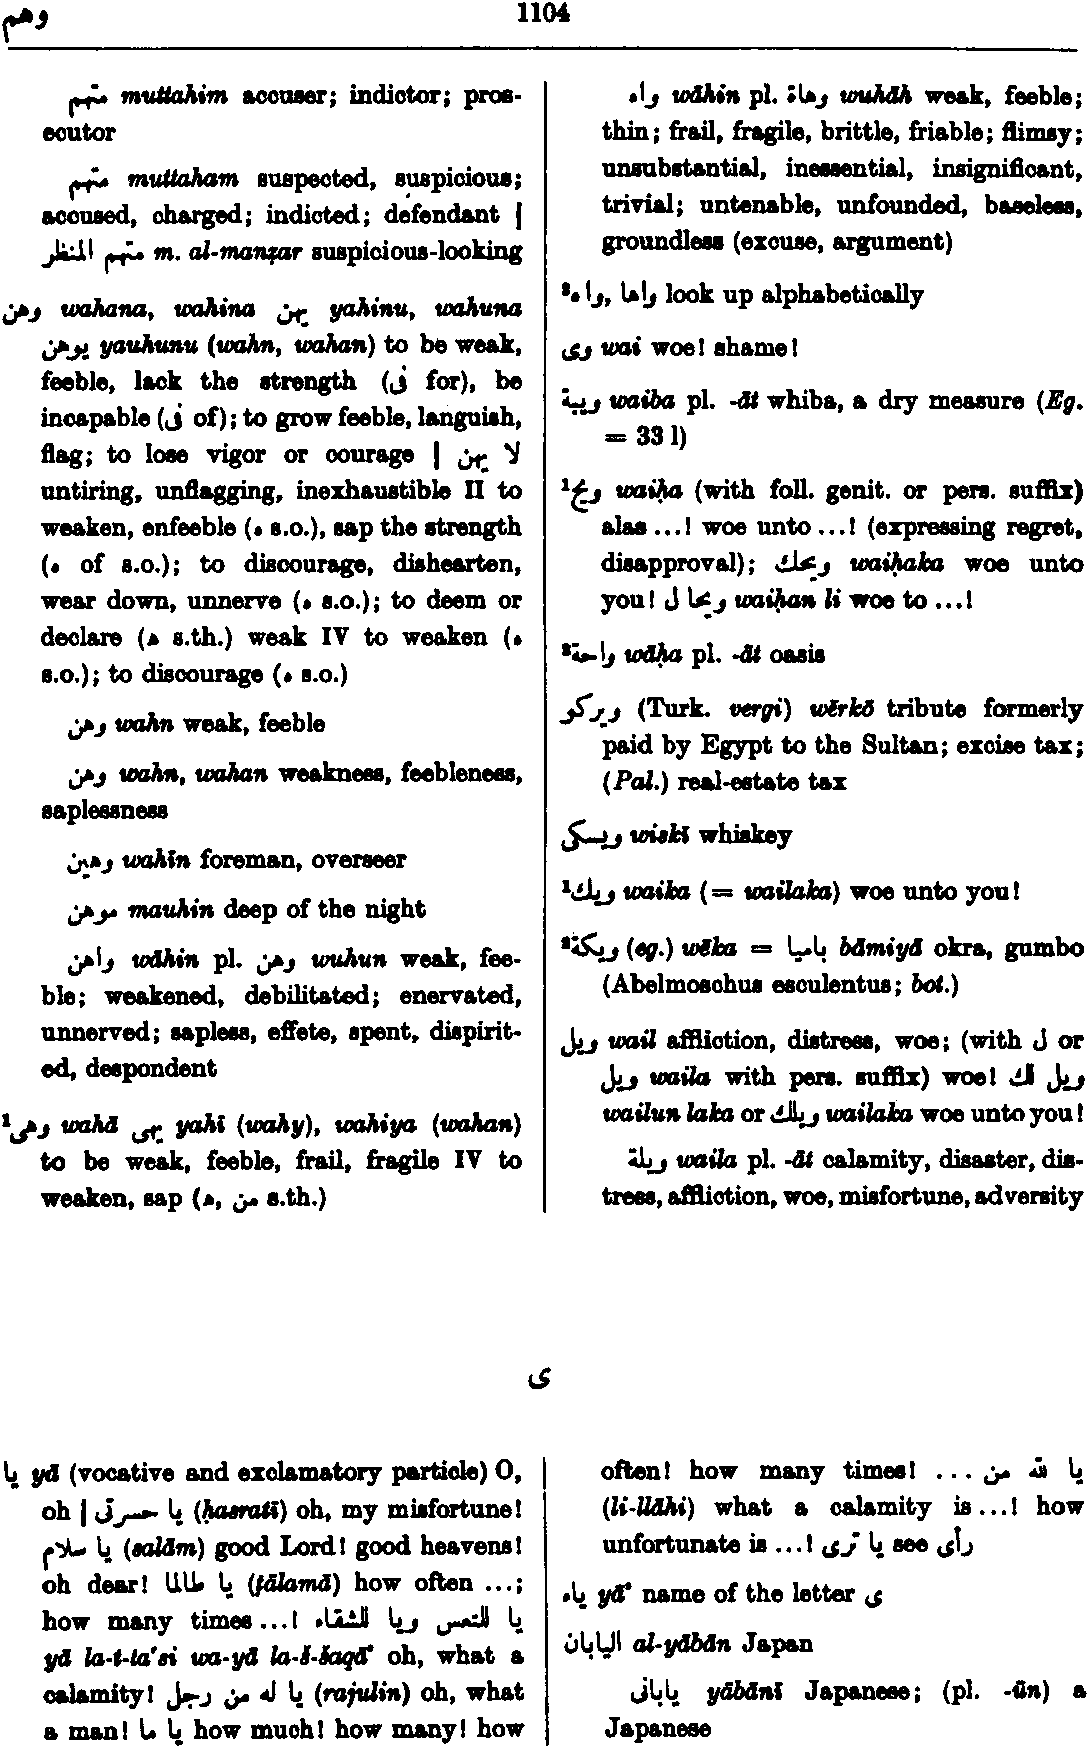 وهم
1104
متهم muttahim accuser; indictor; pros-
ecutor
متهم muttaham suspected, suspicious;
accused, charged; indicted; defendant |
متهم المنظر m. al-manẓar suspicious-looking
وهن wahana, wahina يهن yahinu, wahuna
يوهن yauhunu (wahn, wahan) to be weak,
feeble, lack the strength (فى for), be
incapable (فى of); to grow feeble, languish,
flag; to lose vigor or courage | لا يهن
untiring, unflagging, inexhaustible II to
weaken, enfeeble (ه s.o.), sap the strength
(ه of s.o.); to discourage, dishearten,
wear down, unnerve (ه s.o.); to deem or
declare (ه s.th.) weak IV to weaken (ه
s.o.); to discourage (ه s.o.)
وهن wahn weak, feeble
وهن wahn, wahan weakness, feebleness,
saplessness
وهين wahīn foreman, overseer
موهن mauhin deep of the night
واهن wāhin pl. وهن wuhun weak, fee-
ble; weakened, debilitated; enervated,
unnerved; sapless, effete, spent, dispirit-
ed, despondent
¹وهى wahā يهى yahī (wahy), wahiya (wahan)
to be weak, feeble, frail, fragile IV to
weaken, sap (ه, من s.th.)
واه wāhin pl. وهاة wuhāh weak, feeble;
thin; frail, fragile, brittle, friable; flimsy;
unsubstantial, inessential, insignificant,
trivial; untenable, unfounded, baseless,
groundless (excuse, argument)
²واه, واها look up alphabetically
وى wai woe! shame!
ويبة waiba pl. -āt whiba, a dry measure (Eg.
= 33 l)
¹ويح waiḥa (with foll. genit. or pers. suffix)
alas ...! woe unto ...! (expressing regret,
disapproval); ويحك waiḥaka woe unto
you! ويحا ل waiḥan li woe to ...!
²واحة wāḥa pl. -āt oasis
ويركو (Turk. vergi) wērkō tribute formerly
paid by Egypt to the Sultan; excise tax;
(Pal.) real-estate tax
ويسكى wiskī whiskey
¹ويك waika (= wailaka) woe unto you!
²ويكة (eg.) wēka = باميا bāmiyā okra, gumbo
(Abelmoschus esculentus; bot.)
ويل wail affliction, distress, woe; (with ل or
ويل waila with pers. suffix) woe! ويل لك
wailun laka or ويلك wailaka woe unto you!
ويلة waila pl. -āt calamity, disaster, dis-
tress, affliction, woe, misfortune, adversity
ى
يا yā (vocative and exclamatory particle) O,
oh | يا حسرتى (ḥasratī) oh, my misfortune!
يا سلام (salām) good Lord! good heavens!
oh dear! يا طالما (ṭālamā) how often ...;
how many times ...! يا للتعس ويا للشقاء
yā la-t-ta'si wa-yā la-š-šaqā' oh, what a
calamity! يا له من رجل (rajulin) oh, what
a man! يا ما how much! how many! how
often! how many times! ... يا لله من
(li-llāhi) what a calamity is ...! how
unfortunate is ...! يا ترى see رأى
ياء yā' name of the letter ى
اليابان al-yābān Japan
يابانى yābānī Japanese; (pl. -ūn) a
Japanese